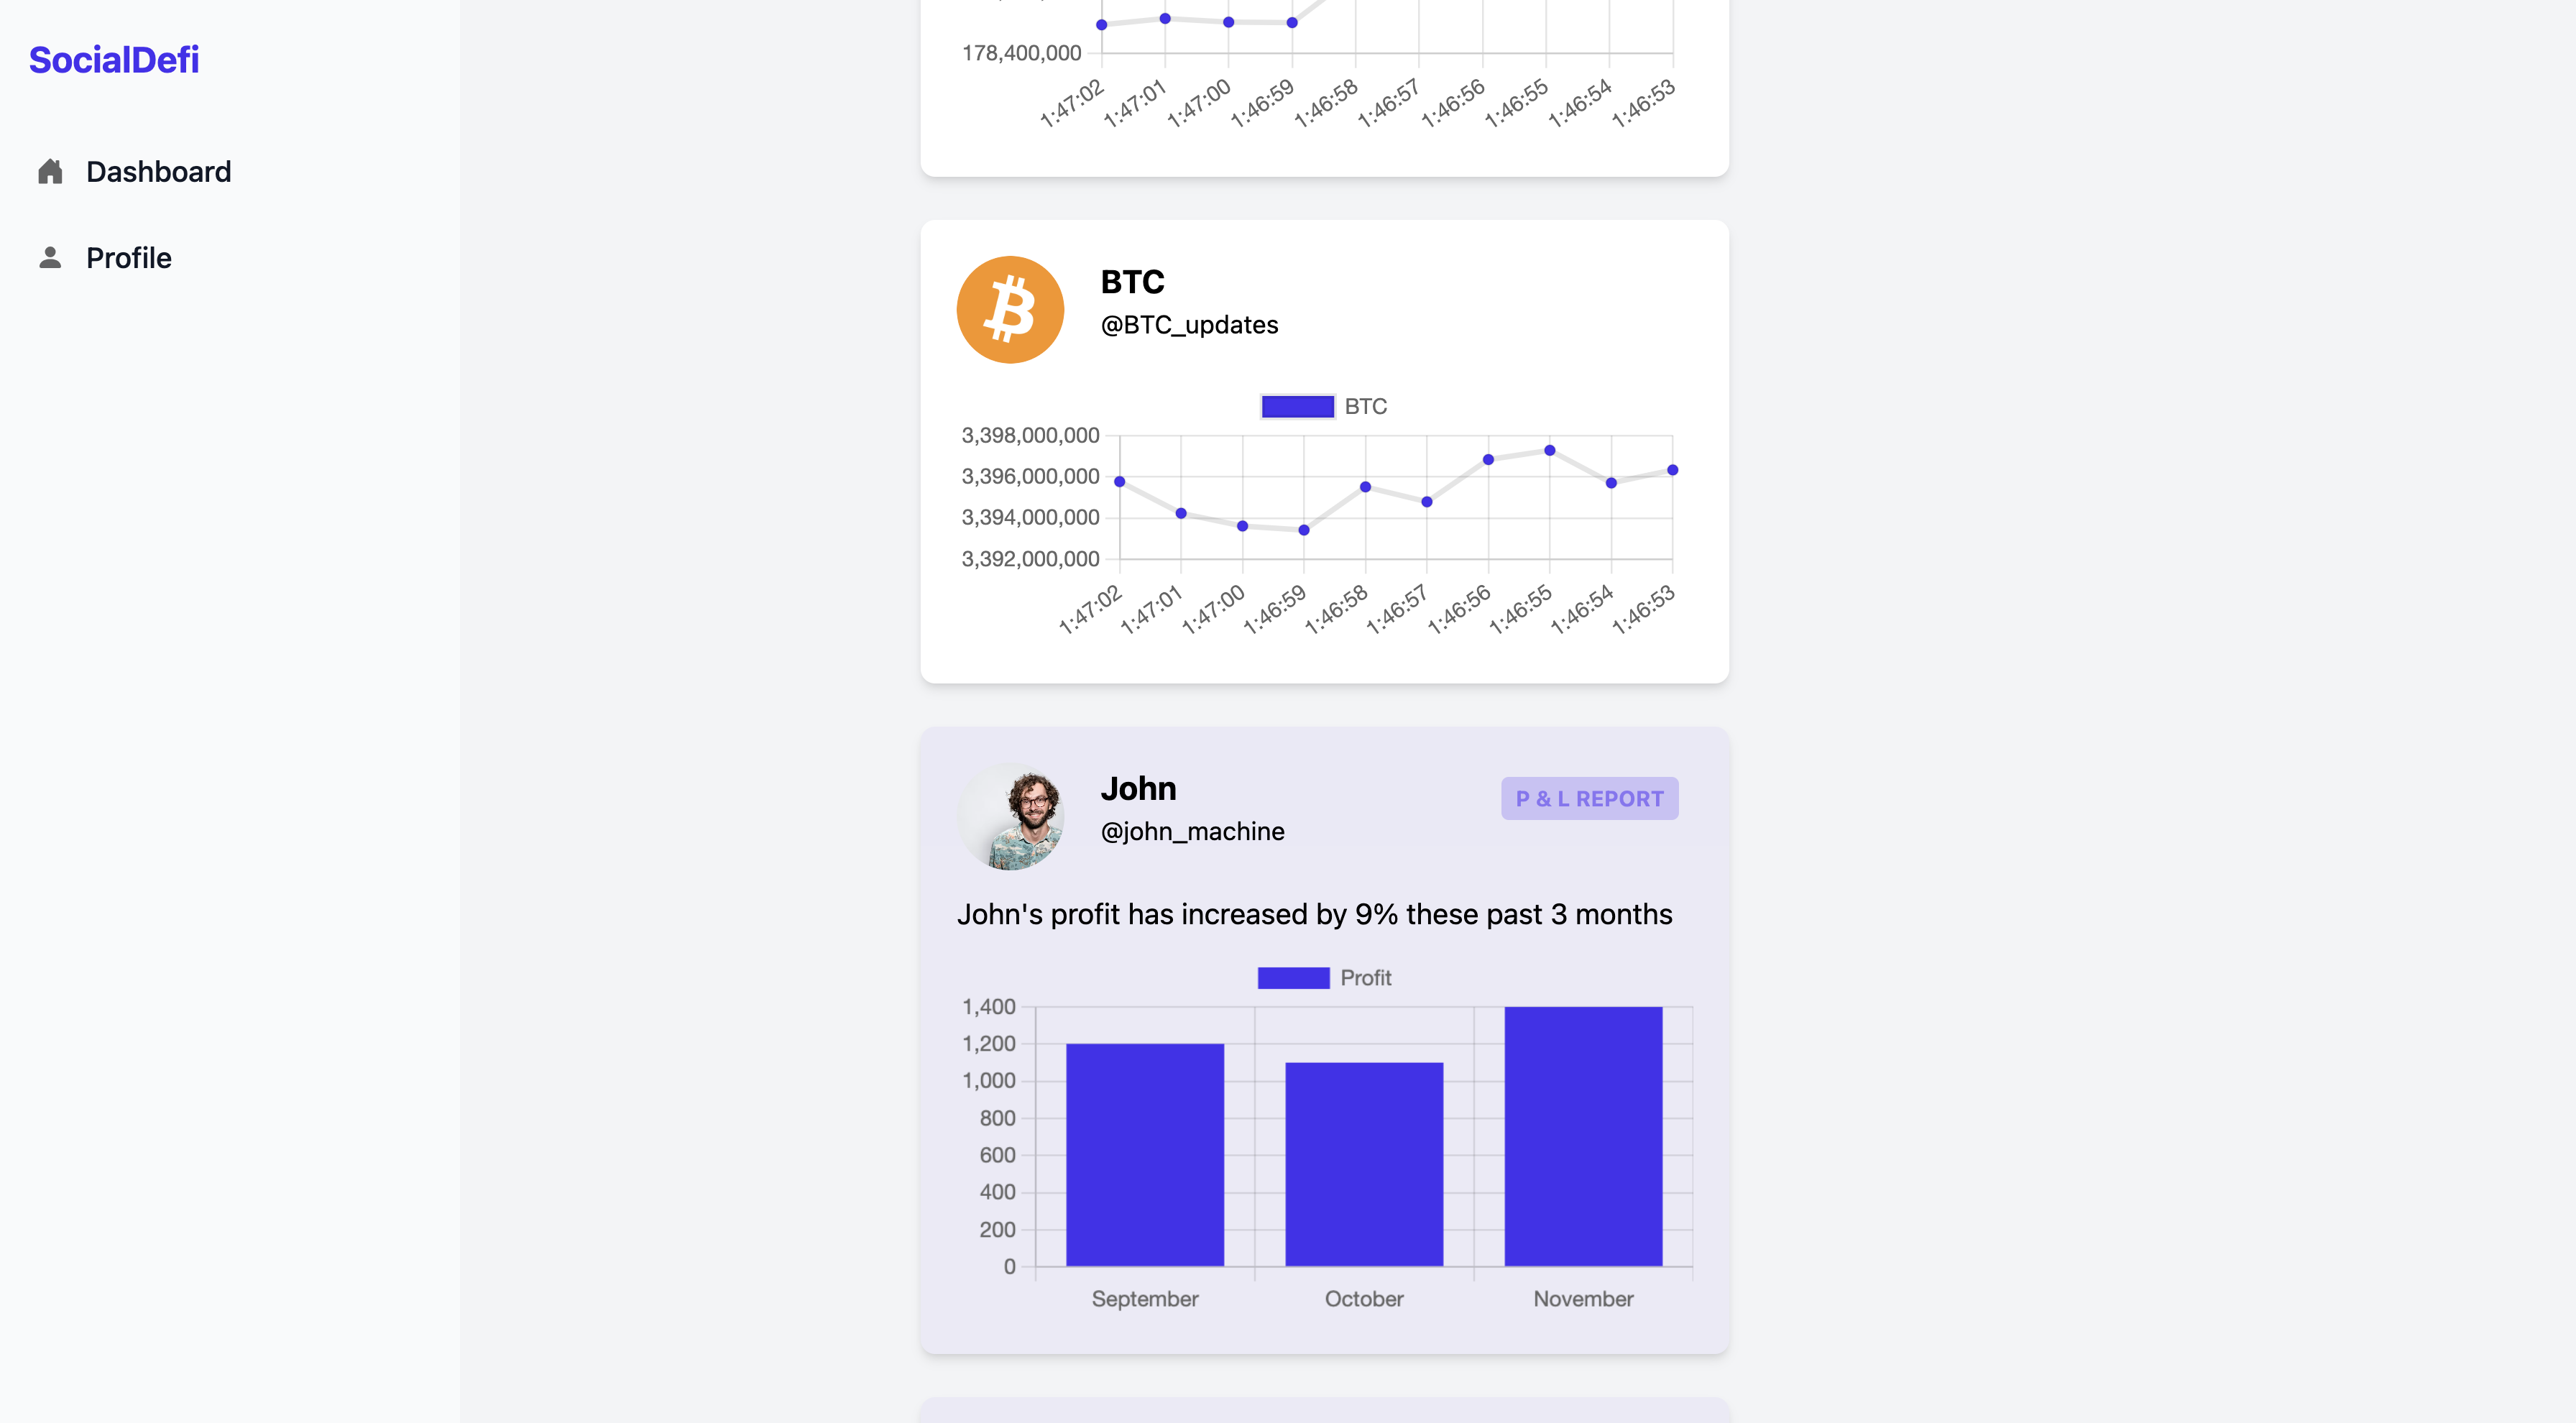 SocialDefi
Dashboard
Profile
178,400,000
1:47:02 1:47:01 1:47:00 1:46:59 1:46:58 1:46:57 1:46:56 1:46:55 1:46:54 1:46:53
BTC
@BTC_updates
BTC
3,398,000,000
3,396,000,000
3,394,000,000
3,392,000,000
1:47:02 1:47:01 1:47:00 1:46:59 1:46:58 1:46:57 1:46:56 1:46:55 1:46:54 1:46:53
John
P & L REPORT
@john_machine
John's profit has increased by 9% these past 3 months
Profit
1,400
1,200
1,000
800
600
400
200
0
September October November